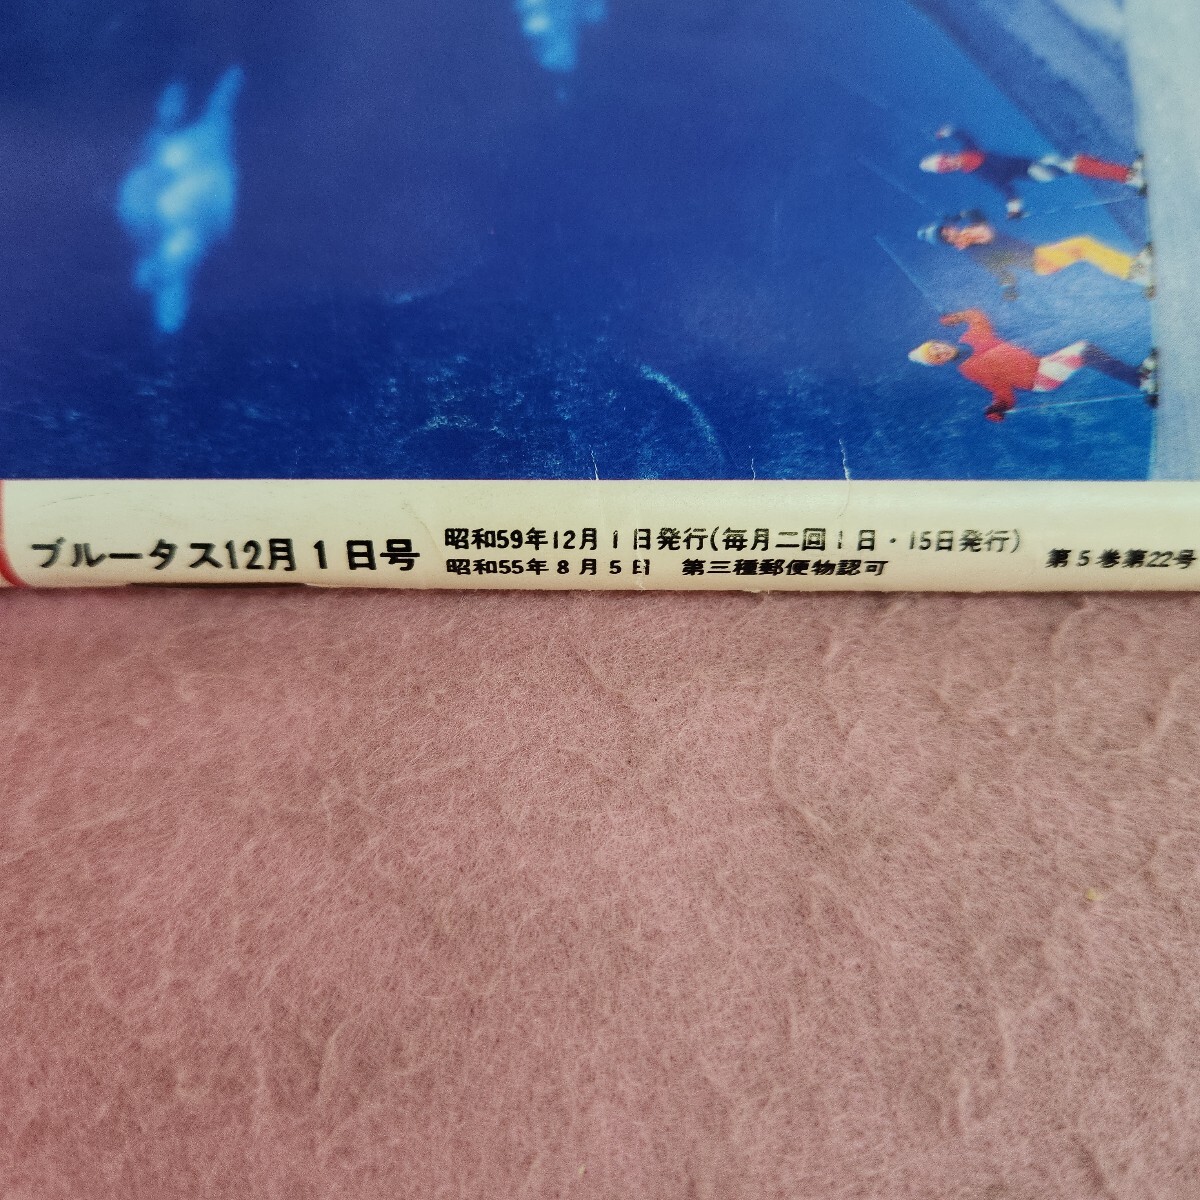 ブルータス12月1日号
昭和59年12月1日発行(毎月二回1日・15日発行)
昭和55年8月5日 第三種郵便物認可
第5巻第22号